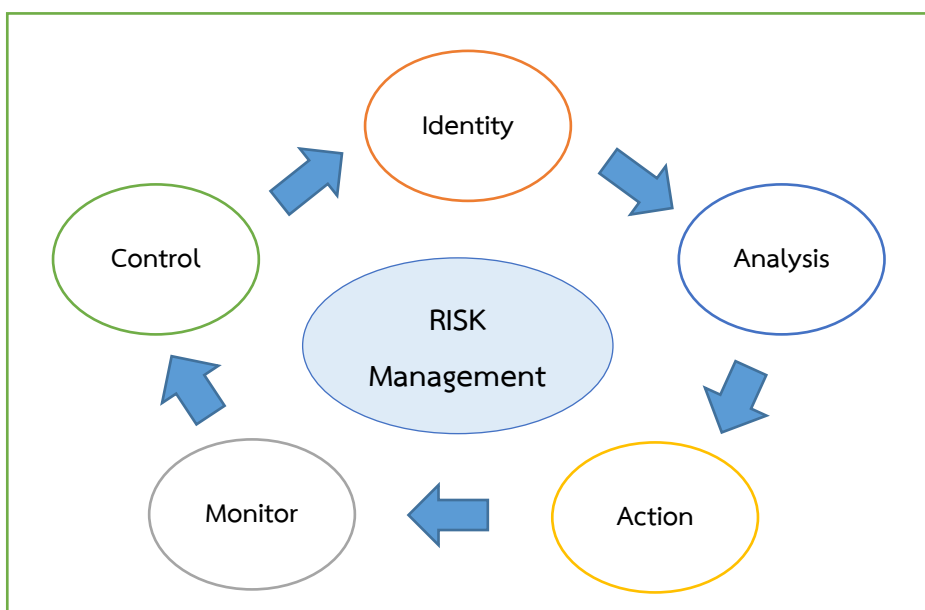 Identity
Control
Analysis
RISK
Management
Monitor
Action